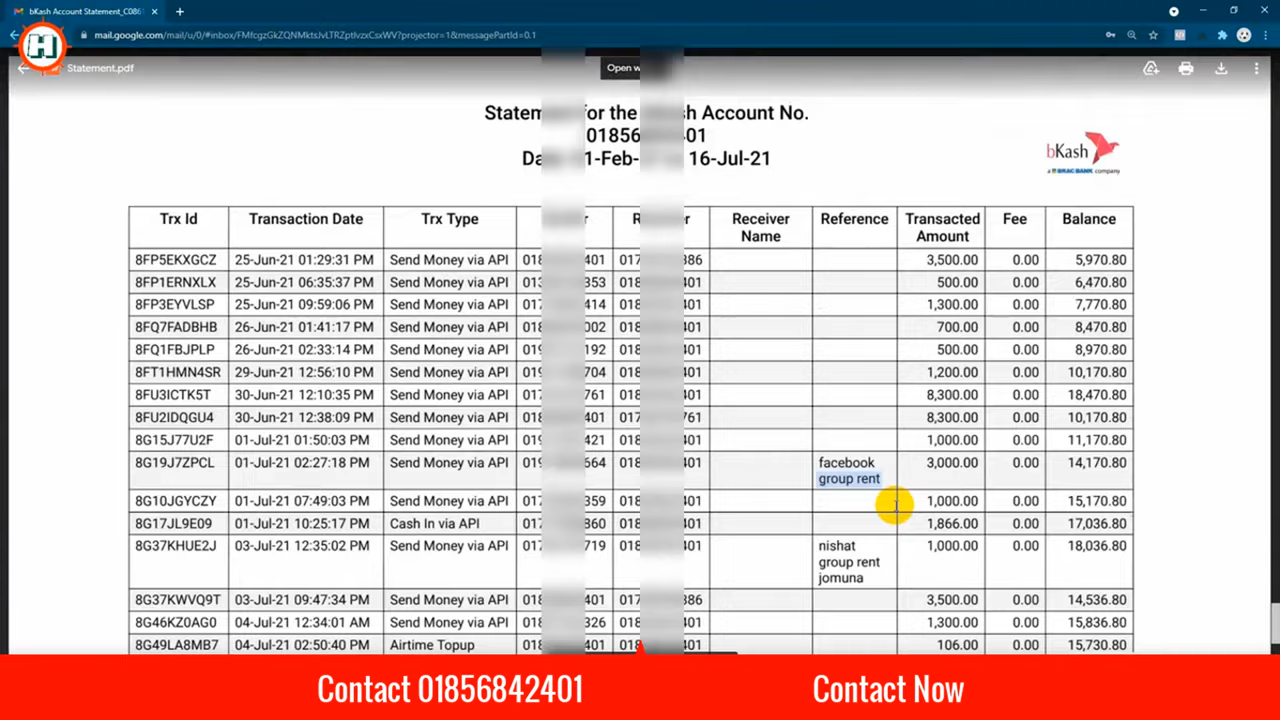 bKash Account Statement_C0861
mail.google.com/mail/u/0/#inbox/FMfcgzGkZQNMktsJvLTRZptlvzxCsxWV?projector=1&messagePartId=0.1
H
Statement.pdf
Open
Statem for the sh Account No.
01856 401
Da 1-Feb- 16-Jul-21
bKash
a BRAC BANK company
Trx Id Transaction Date Trx Type R Receiver Name Reference Transacted Amount Fee Balance
8FP5EKXGCZ 25-Jun-21 01:29:31 PM Send Money via API 018 401 017 386 3,500.00 0.00 5,970.80
8FP1ERNXLX 25-Jun-21 06:35:37 PM Send Money via API 013 353 018 401 500.00 0.00 6,470.80
8FP3EYVLSP 25-Jun-21 09:59:06 PM Send Money via API 017 414 018 401 1,300.00 0.00 7,770.80
8FQ7FADBHB 26-Jun-21 01:41:17 PM Send Money via API 018 002 018 401 700.00 0.00 8,470.80
8FQ1FBJPLP 26-Jun-21 02:33:14 PM Send Money via API 019 192 018 401 500.00 0.00 8,970.80
8FT1HMN4SR 29-Jun-21 12:56:10 PM Send Money via API 019 704 018 401 1,200.00 0.00 10,170.80
8FU3ICTK5T 30-Jun-21 12:10:35 PM Send Money via API 017 761 018 401 8,300.00 0.00 18,470.80
8FU2IDQGU4 30-Jun-21 12:38:09 PM Send Money via API 018 401 017 761 8,300.00 0.00 10,170.80
8G15J77U2F 01-Jul-21 01:50:03 PM Send Money via API 019 421 018 401 1,000.00 0.00 11,170.80
8G19J7ZPCL 01-Jul-21 02:27:18 PM Send Money via API 019 664 018 401 facebook group rent 3,000.00 0.00 14,170.80
8G10JGYCZY 01-Jul-21 07:49:03 PM Send Money via API 017 359 018 401 1,000.00 0.00 15,170.80
8G17JL9E09 01-Jul-21 10:25:17 PM Cash In via API 017 860 018 401 1,866.00 0.00 17,036.80
8G37KHUE2J 03-Jul-21 12:35:02 PM Send Money via API 017 719 018 401 nishat group rent jomuna 1,000.00 0.00 18,036.80
8G37KWVQ9T 03-Jul-21 09:47:34 PM Send Money via API 018 401 017 386 3,500.00 0.00 14,536.80
8G46KZ0AG0 04-Jul-21 12:34:01 AM Send Money via API 017 326 018 401 1,300.00 0.00 15,836.80
8G49LA8MB7 04-Jul-21 02:50:40 PM Airtime Topup 018 401 018 401 106.00 0.00 15,730.80
Contact 01856842401 Contact Now